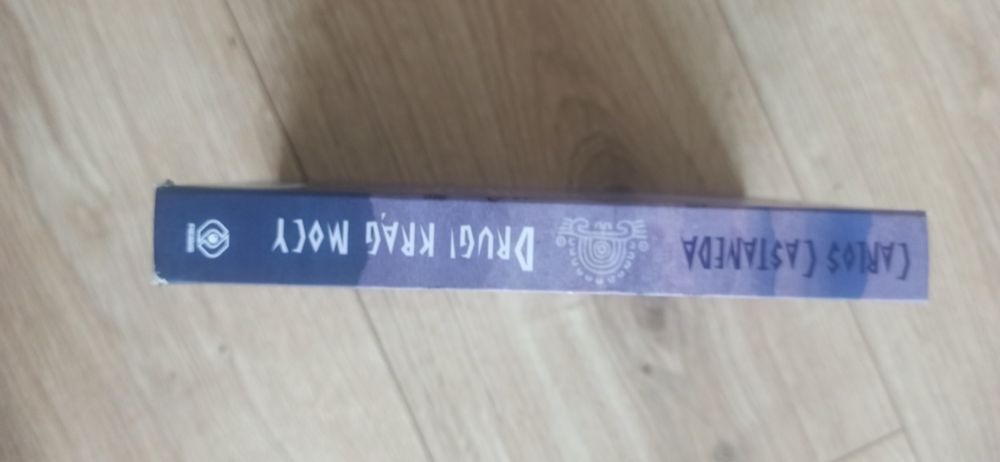 CARLOS CASTANEDA
DRUGI KRĄG MOCY